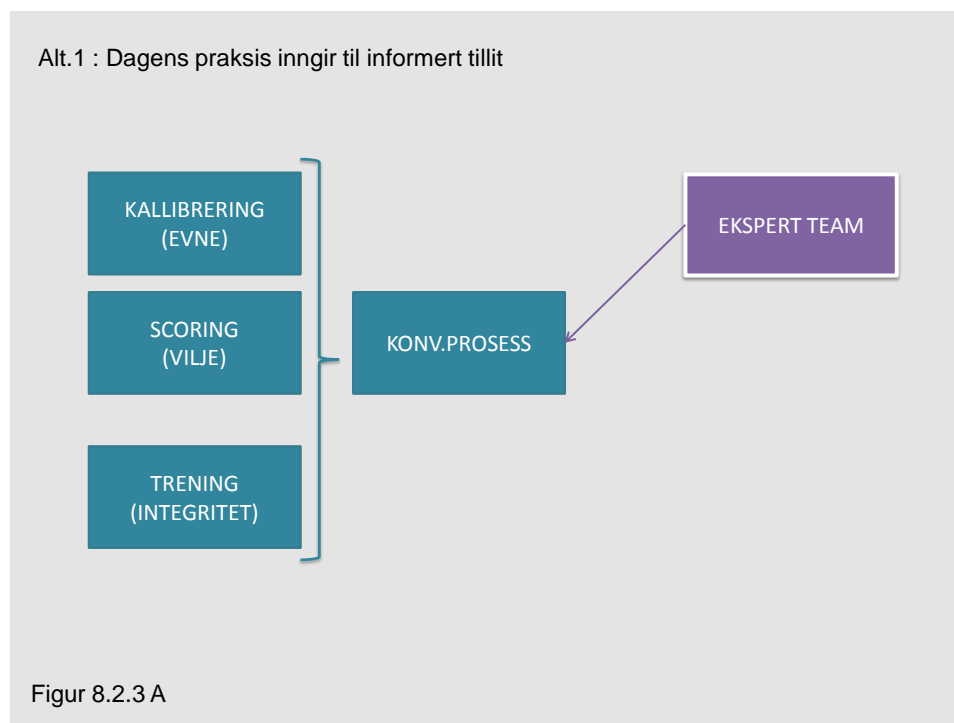 Alt.1 : Dagens praksis inngir til informert tillit
KALLIBRERING
(EVNE)
EKSPERT TEAM
SCORING
(VILJE)
KONV.PROSESS
TRENING
(INTEGRITET)
Figur 8.2.3 A